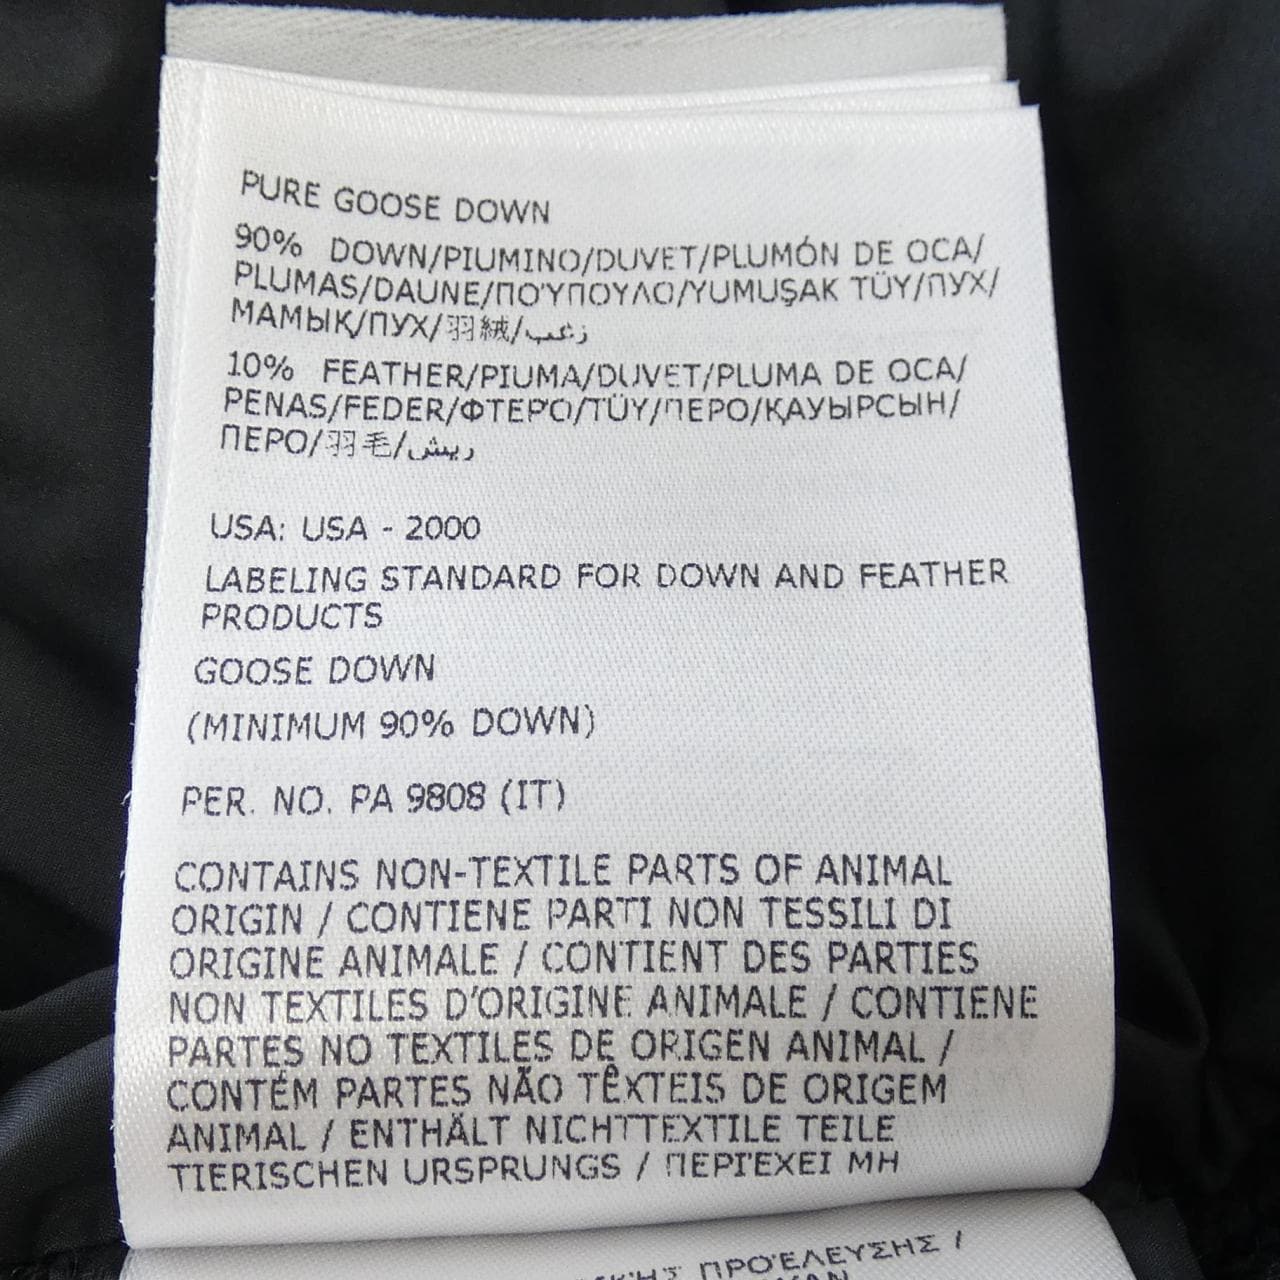 PURE GOOSE DOWN
90% DOWN/PIUMINO/DUVET/PLUMÓN DE OCA/
PLUMAS/DAUNE/ΠΟΎΠΟΥΛΟ/YUMUŞAK TÜY/ПУХ/
МАМЫҚ/ПУХ/羽絨/زغب
10% FEATHER/PIUMA/DUVET/PLUMA DE OCA/
PENAS/FEDER/ΦΤΕΡΌ/TÜY/ПЕРО/ҚАУЫРСЫН/
ПЕРО/羽毛/ريش
USA: USA - 2000
LABELING STANDARD FOR DOWN AND FEATHER
PRODUCTS
GOOSE DOWN
(MINIMUM 90% DOWN)
PER. NO. PA 9808 (IT)
CONTAINS NON-TEXTILE PARTS OF ANIMAL
ORIGIN / CONTIENE PARTI NON TESSILI DI
ORIGINE ANIMALE / CONTIENT DES PARTIES
NON TEXTILES D'ORIGINE ANIMALE / CONTIENE
PARTES NO TEXTILES DE ORIGEN ANIMAL /
CONTÉM PARTES NÃO TÊXTEIS DE ORIGEM
ANIMAL / ENTHÄLT NICHTTEXTILE TEILE
TIERISCHEN URSPRUNGS / ΠΕΡΙΈΧΕΙ ΜΗ
ΠΡΟΈΛΕΥΣΗΣ /